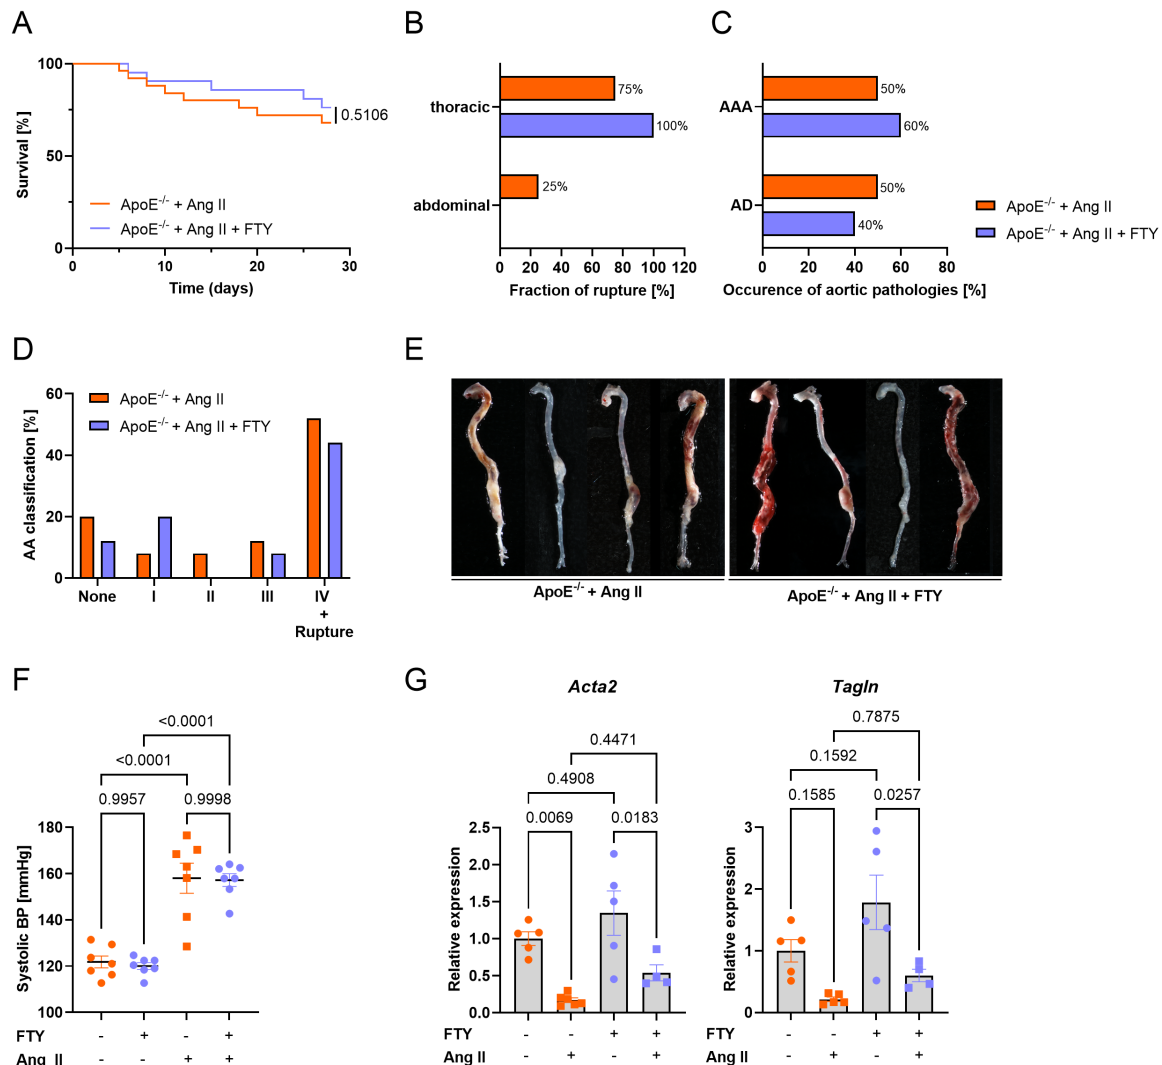 A
B
C
100
50
0
Survival [%]
0.5106
ApoE-/- + Ang II
ApoE-/- + Ang II + FTY
0 10 20 30
Time (days)
thoracic
75%
100%
abdominal
25%
0 20 40 60 80 100 120
Fraction of rupture [%]
AAA
50%
60%
AD
50%
40%
0 20 40 60 80
Occurence of aortic pathologies [%]
ApoE-/- + Ang II
ApoE-/- + Ang II + FTY
D
E
60
40
20
0
AA classification [%]
ApoE-/- + Ang II
ApoE-/- + Ang II + FTY
None I II III IV
+
Rupture
ApoE-/- + Ang II
ApoE-/- + Ang II + FTY
F
G
<0.0001
<0.0001
0.9957 0.9998
180
160
140
120
100
Systolic BP [mmHg]
FTY - + - +
Ang II - - + +
Acta2
0.4471
0.4908
0.0069 0.0183
2.5
2.0
1.5
1.0
0.5
0.0
Relative expression
FTY - - + +
Ang II - + - +
Tagln
0.7875
0.1592
0.1585 0.0257
3
2
1
0
Relative expression
FTY - - + +
Ang II - + - +